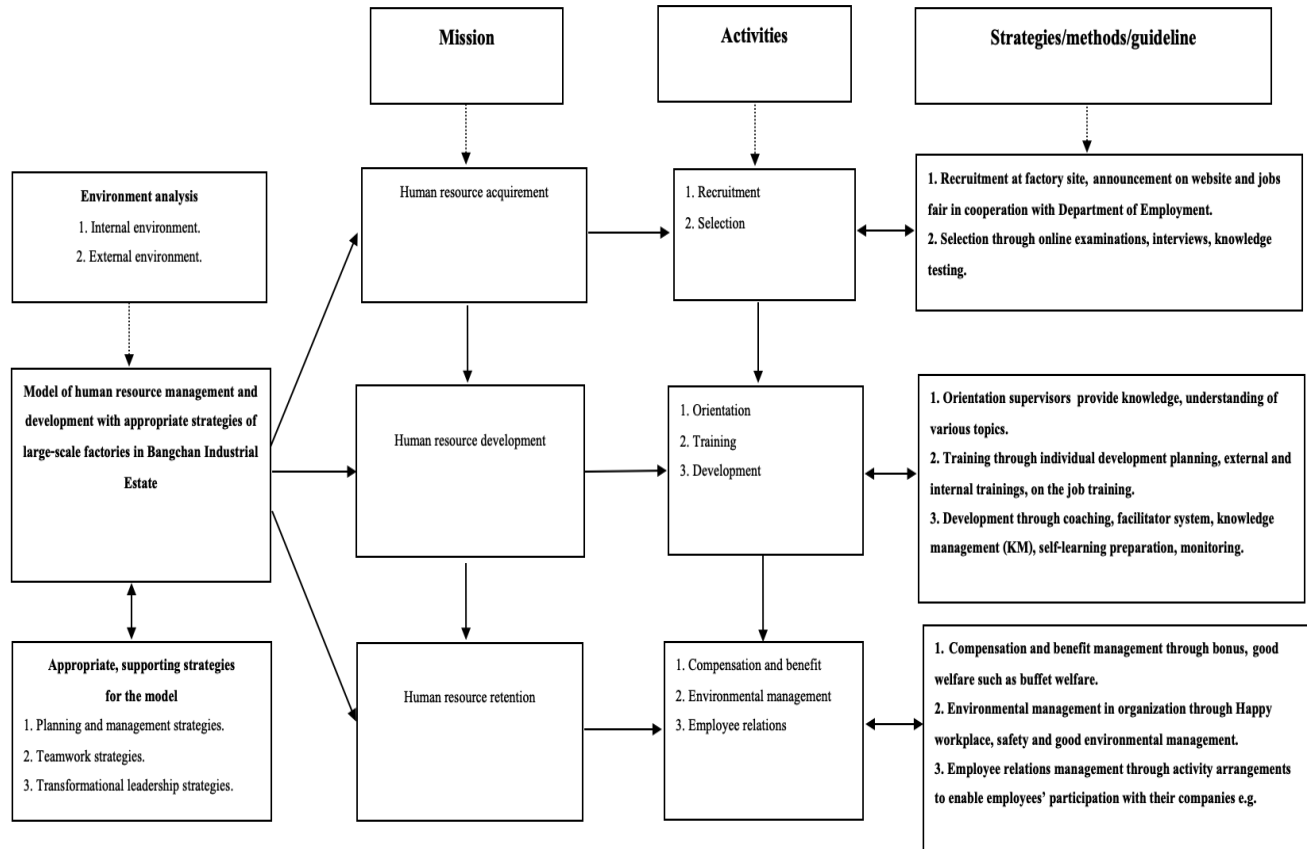 Mission
Activities
Strategies/methods/guideline
Environment analysis
1. Internal environment.
2. External environment.
Human resource acquirement
1. Recruitment
2. Selection
1. Recruitment at factory site, announcement on website and jobs
fair in cooperation with Department of Employment.
2. Selection through online examinations, interviews, knowledge
testing.
Model of human resource management and
development with appropriate strategies of
large-scale factories in Bangchan Industrial
Estate
Human resource development
1. Orientation
2. Training
3. Development
1. Orientation supervisors provide knowledge, understanding of
various topics.
2. Training through individual development planning, external and
internal trainings, on the job training.
3. Development through coaching, facilitator system, knowledge
management (KM), self-learning preparation, monitoring.
Appropriate, supporting strategies
for the model
1. Planning and management strategies.
2. Teamwork strategies.
3. Transformational leadership strategies.
Human resource retention
1. Compensation and benefit
2. Environmental management
3. Employee relations
1. Compensation and benefit management through bonus, good
welfare such as buffet welfare.
2. Environmental management in organization through Happy
workplace, safety and good environmental management.
3. Employee relations management through activity arrangements
to enable employees' participation with their companies e.g.